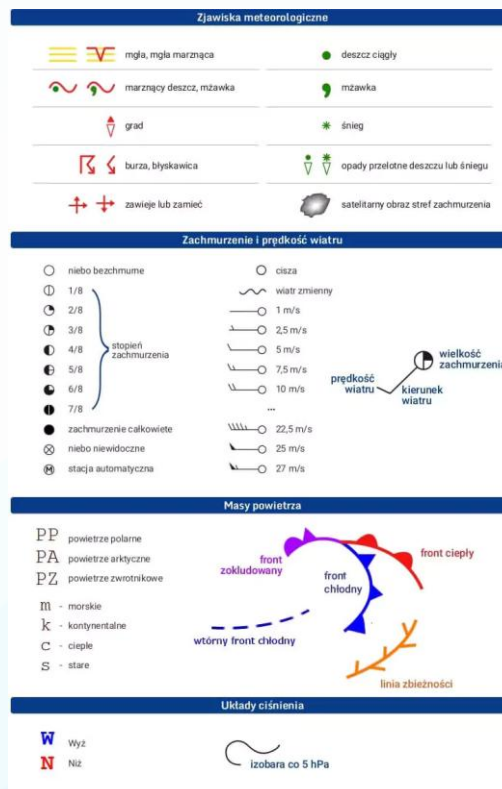 Zjawiska meteorologiczne
mgła, mgła marznąca
deszcz ciągły
marznący deszcz, mżawka
mżawka
grad
śnieg
burza, błyskawica
opady przelotne deszczu lub śniegu
zawieje lub zamieć
satelitarny obraz stref zachmurzenia
Zachmurzenie i prędkość wiatru
niebo bezchmurne
cisza
1/8
wiatr zmienny
2/8
1 m/s
3/8
2,5 m/s
4/8
stopień
zachmurzenia
5 m/s
5/8
7,5 m/s
6/8
10 m/s
7/8
...
zachmurzenie całkowiete
22,5 m/s
niebo niewidoczne
25 m/s
stacja automatyczna
27 m/s
wielkość
zachmurzenia
prędkość
wiatru
kierunek
wiatru
Masy powietrza
PP powietrze polarne
PA powietrze arktyczne
PZ powietrze zwrotnikowe
m - morskie
k - kontynentalne
c - ciepłe
s - stare
front
zokludowany
front ciepły
front
chłodny
wtórny front chłodny
linia zbieżności
Układy ciśnienia
W Wyż
N Niż
izobara co 5 hPa